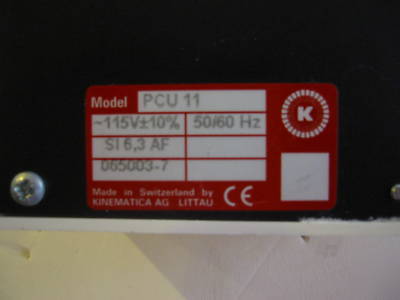 Model PCU 11
~115V±10% 50/60 Hz
SI 6,3 AF
065003-7
K
Made in Switzerland by
KINEMATICA AG LITTAU CE